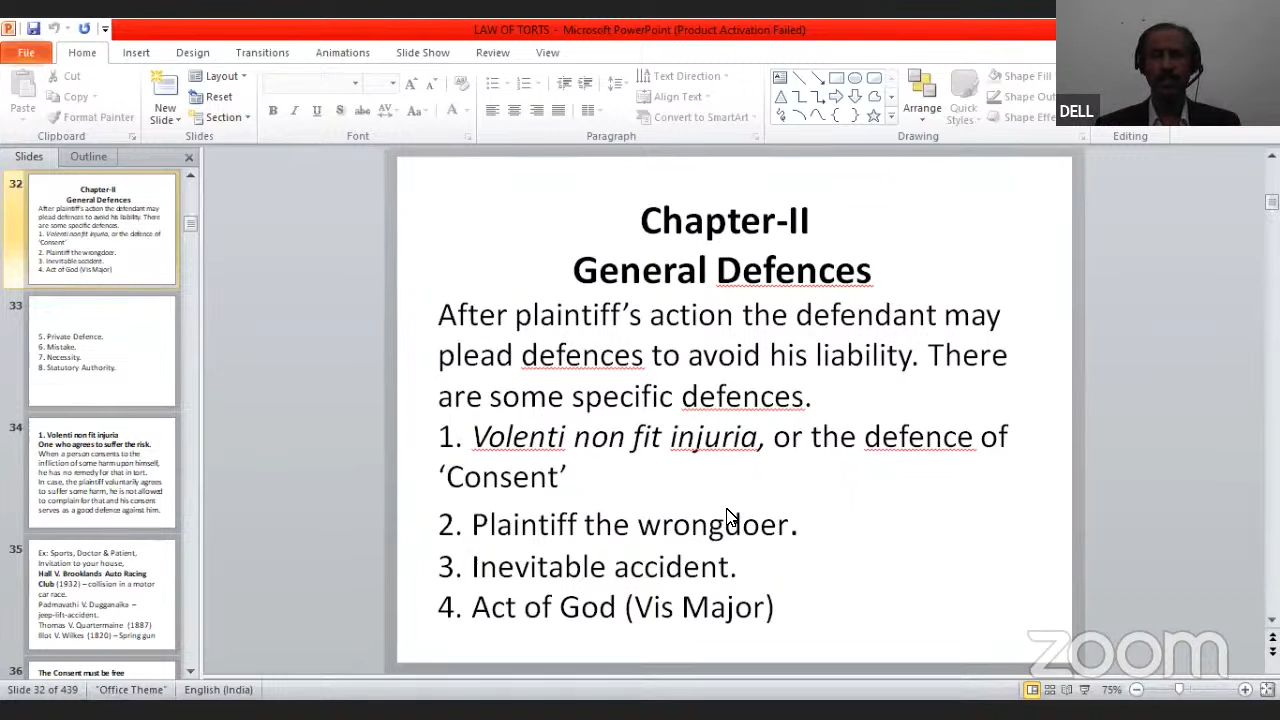 LAW OF TORTS - Microsoft PowerPoint (Product Activation Failed)
File Home Insert Design Transitions Animations Slide Show Review View
Cut
Copy
Format Painter
Paste
Clipboard
New
Slide
Layout
Reset
Section
Slides
Font
Text Direction
Align Text
Convert to SmartArt
Paragraph
Arrange
Quick
Styles
Shape Fill
Shape Ou
Shape Effe
Drawing
Editing
DELL
Slides Outline
32
Chapter-II
General Defences
After plaintiff's action the defendant may
plead defences to avoid his liability. There
are some specific defences.
1. Volenti non fit injuria, or the defence of
'Consent'
2. Plaintiff the wrongdoer.
3. Inevitable accident.
4. Act of God (Vis Major)
33
5. Private Defence.
6. Mistake.
7. Necessity.
8. Statutory Authority.
34
1. Volenti non fit injuria
One who agrees to suffer the risk.
When a person consents to the
infliction of some harm upon himself,
he has no remedy for that in tort.
In case, the plaintiff voluntarily agrees
to suffer some harm, he is not allowed
to complain for that and his consent
serves as a good defence against him.
35
Ex: Sports, Doctor & Patient,
Invitation to your house,
Hall V. Brooklands Auto Racing
Club (1932) – collision in a motor
car race.
Padmavathi V. Dugganaika –
jeep-lift-accident.
Thomas V. Quartermaine (1887)
Illot V. Wilkes (1820) – Spring gun
36
The Consent must be free
Chapter-II
General Defences
After plaintiff's action the defendant may
plead defences to avoid his liability. There
are some specific defences.
1. Volenti non fit injuria, or the defence of
'Consent'
2. Plaintiff the wrongdoer.
3. Inevitable accident.
4. Act of God (Vis Major)
zoom
Slide 32 of 439 "Office Theme" English (India) 75%